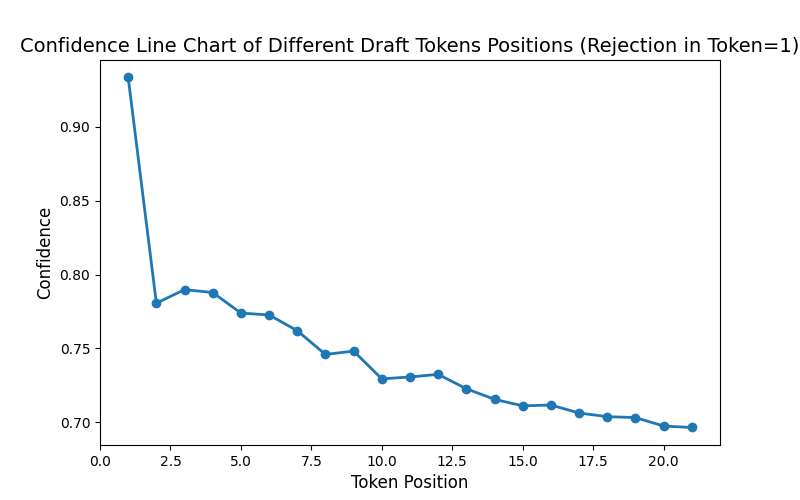 Confidence Line Chart of Different Draft Tokens Positions (Rejection in Token=1)
0.90
0.85
0.80
0.75
0.70
Confidence
0.0 2.5 5.0 7.5 10.0 12.5 15.0 17.5 20.0
Token Position